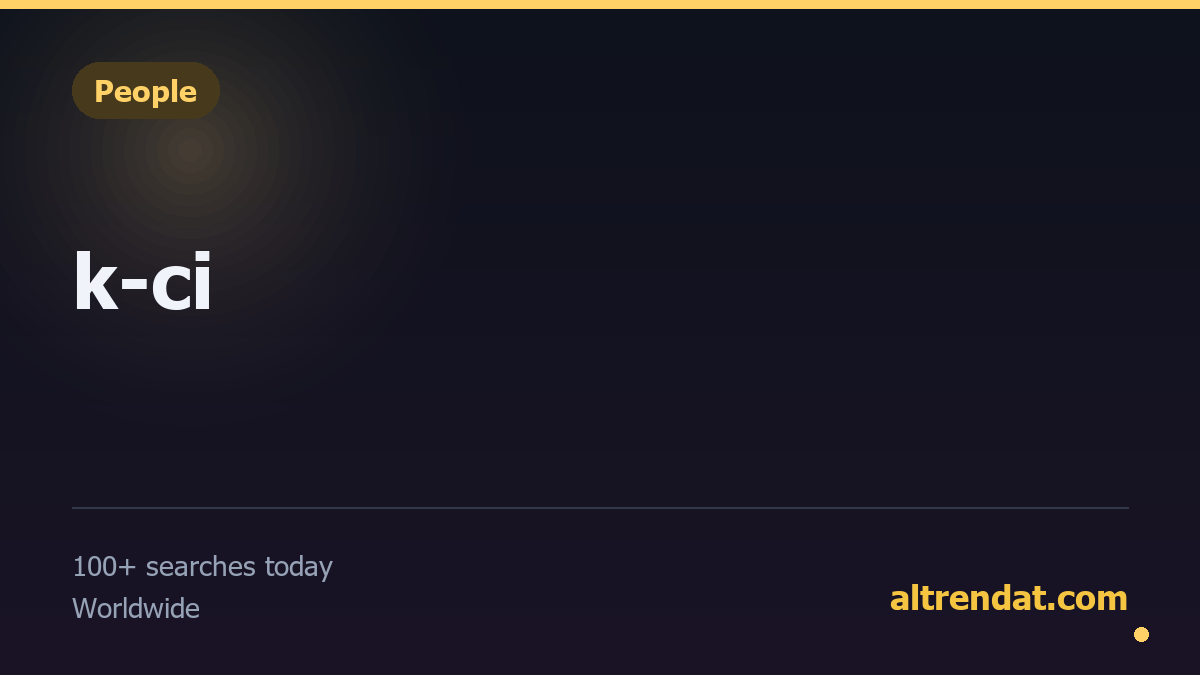 People
k-ci
100+ searches today
Worldwide
altrendat.com